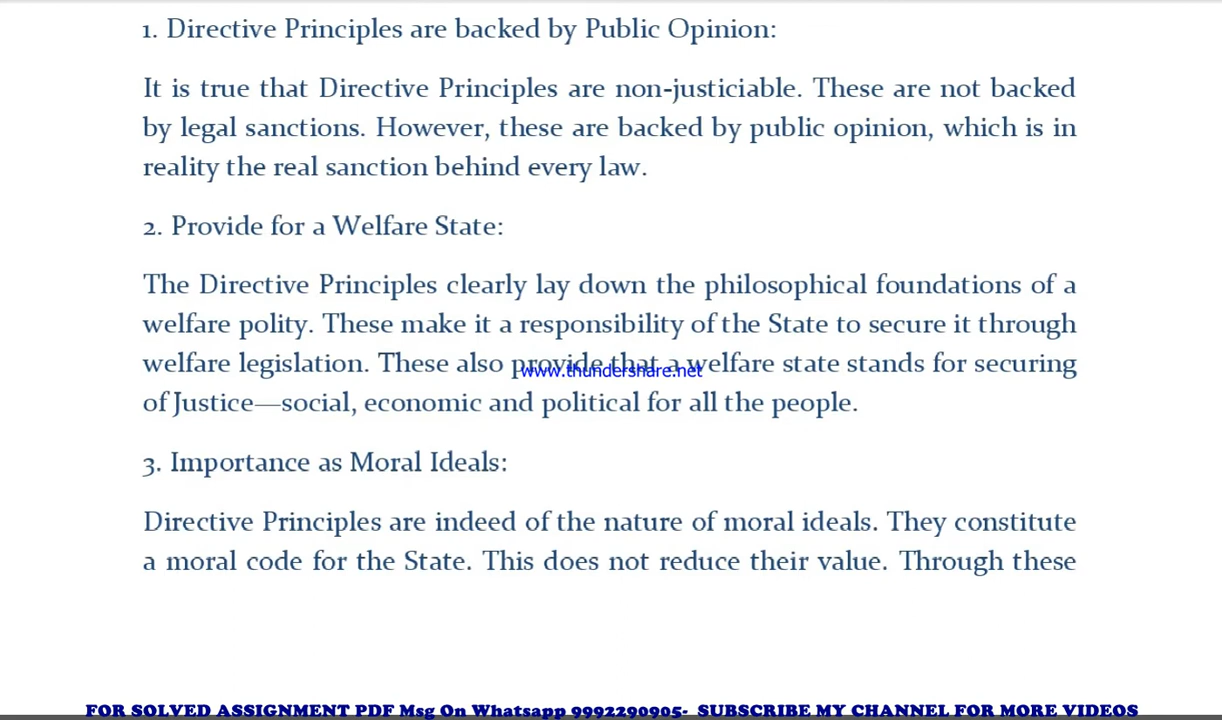 1. Directive Principles are backed by Public Opinion:
It is true that Directive Principles are non-justiciable. These are not backed
by legal sanctions. However, these are backed by public opinion, which is in
reality the real sanction behind every law.
2. Provide for a Welfare State:
The Directive Principles clearly lay down the philosophical foundations of a
welfare polity. These make it a responsibility of the State to secure it through
welfare legislation. These also provide that a welfare state stands for securing
www.thundershare.net
of Justice—social, economic and political for all the people.
3. Importance as Moral Ideals:
Directive Principles are indeed of the nature of moral ideals. They constitute
a moral code for the State. This does not reduce their value. Through these
FOR SOLVED ASSIGNMENT PDF Msg On Whatsapp 9992290905- SUBSCRIBE MY CHANNEL FOR MORE VIDEOS